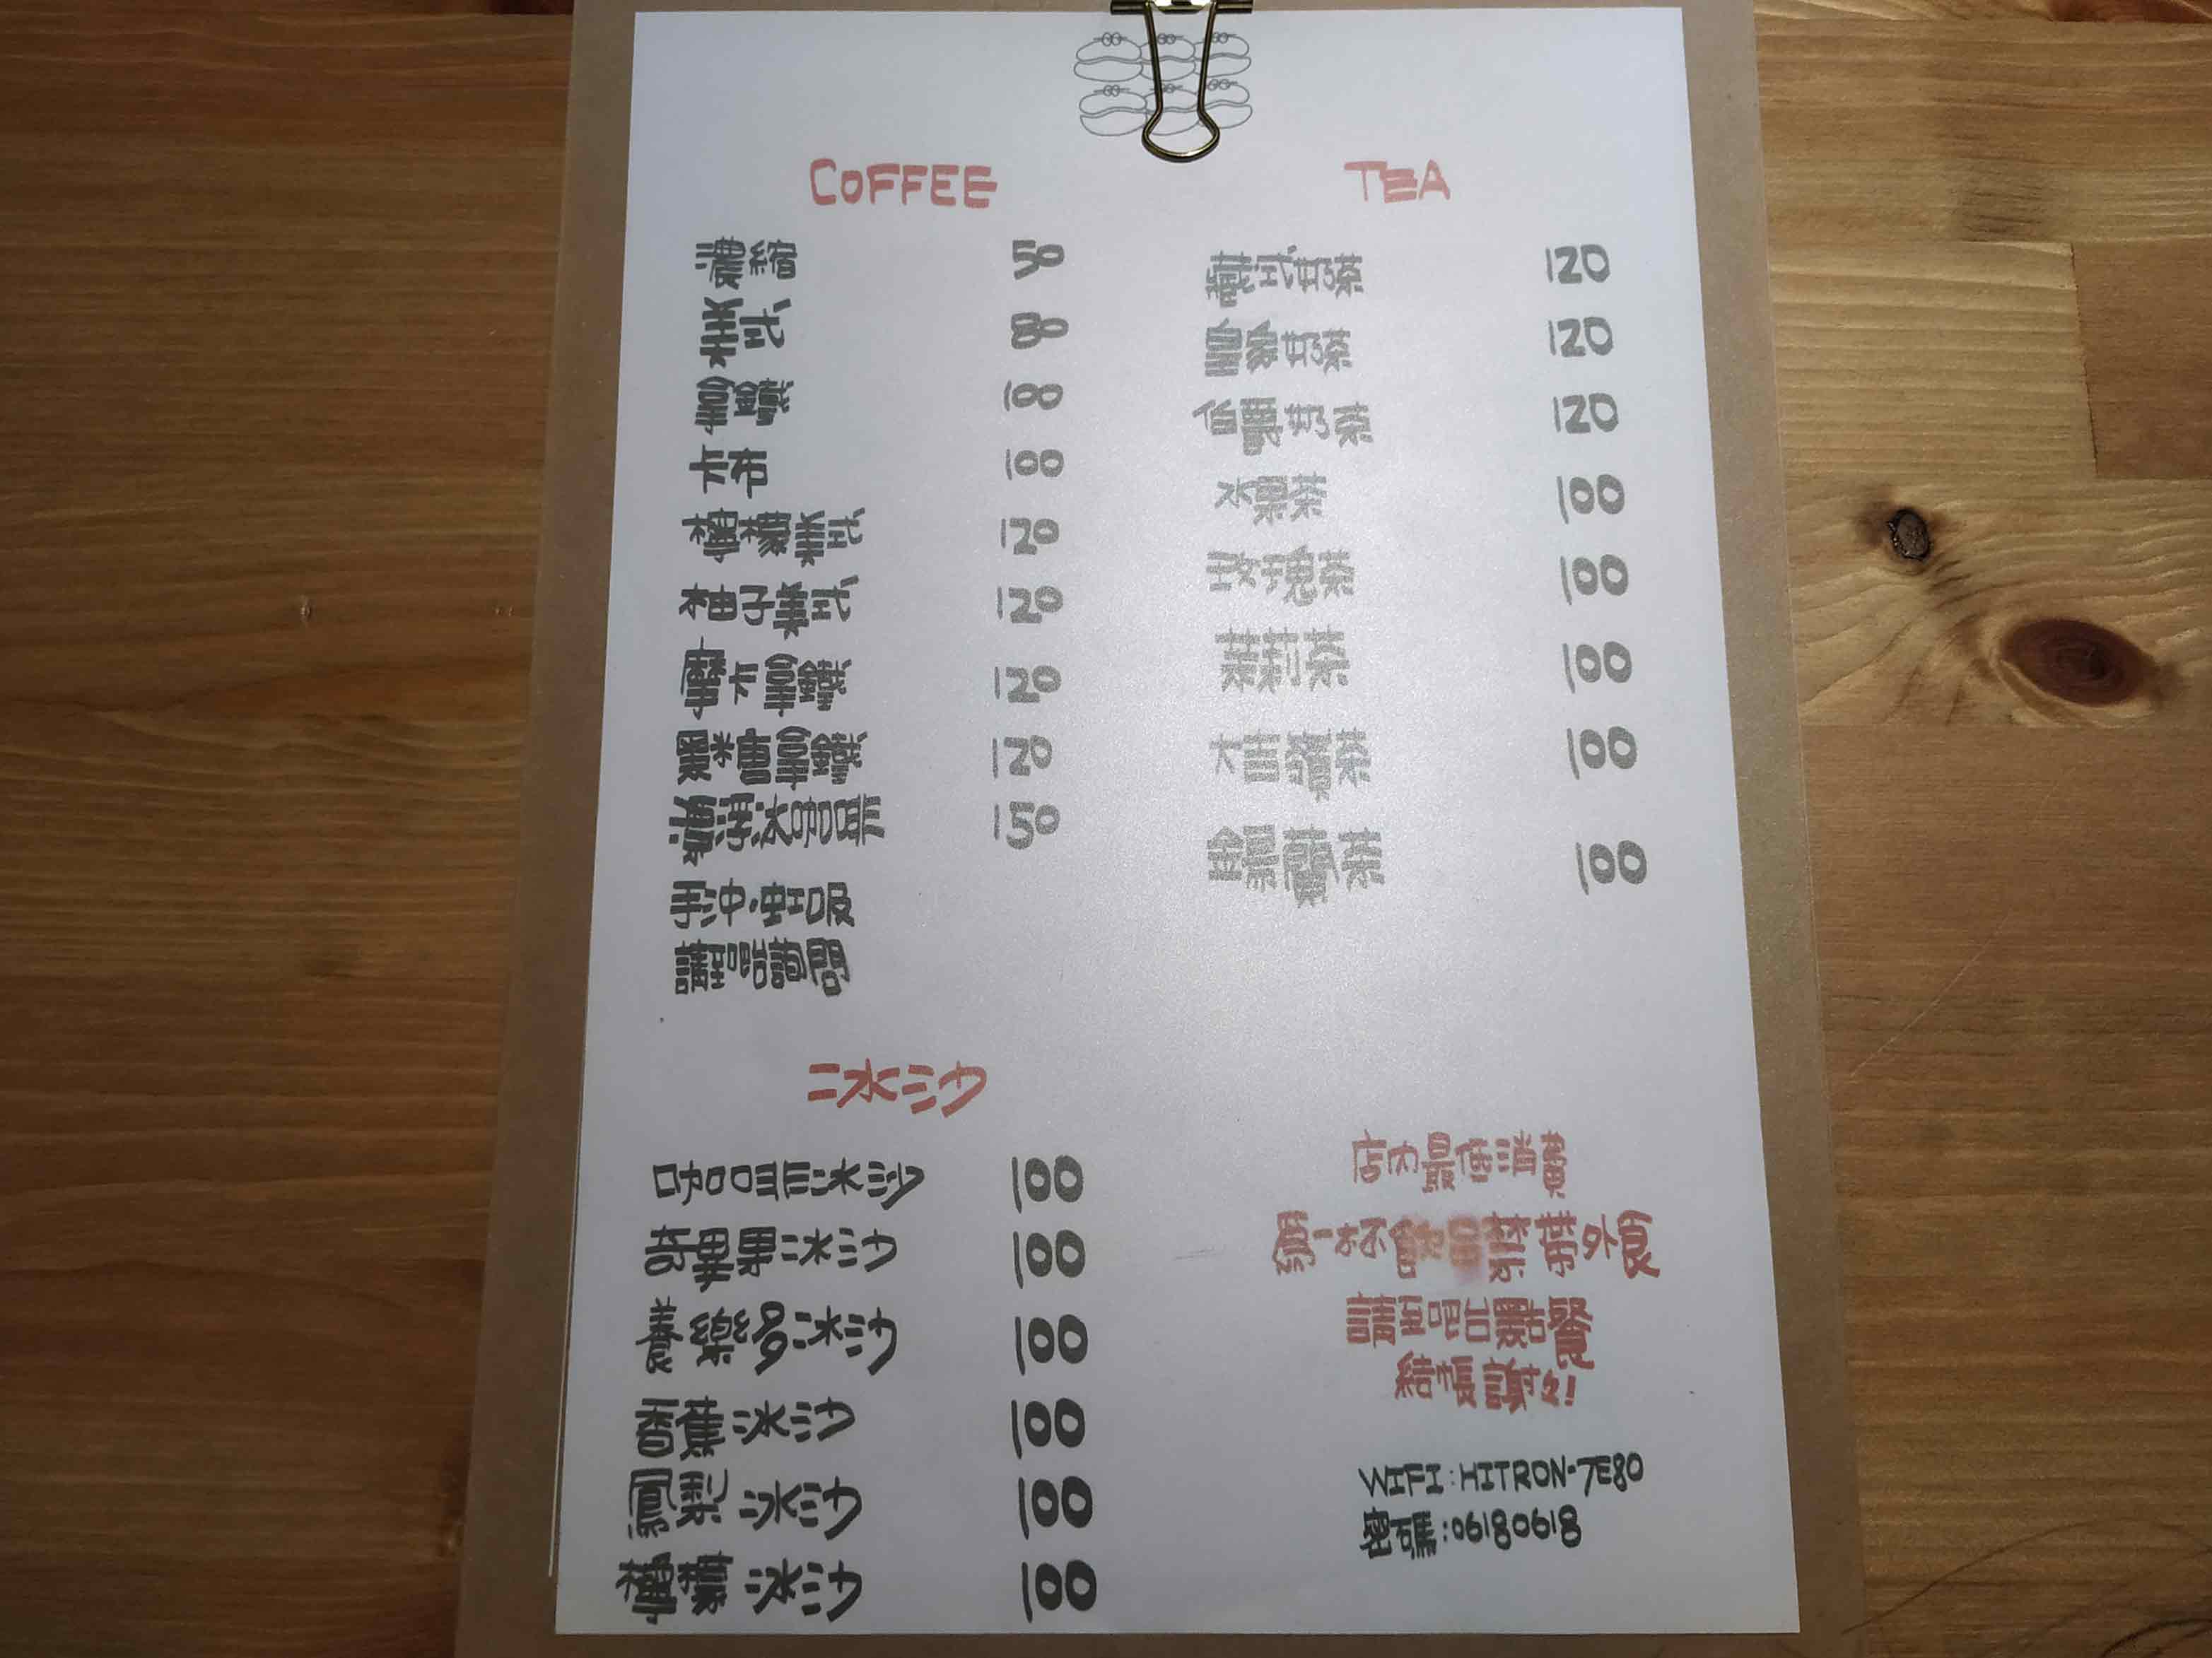 COFFEE
濃縮 50
美式 80
拿鐵 100
卡布 100
檸檬美式 120
柚子美式 120
摩卡拿鐵 120
黑糖拿鐵 120
漂浮冰咖啡 150
手沖 單品
請至吧台詢問
TEA
藏式奶茶 120
皇家奶茶 120
伯爵奶茶 120
水果茶 100
玫瑰茶 100
茉莉茶 100
大吉嶺茶 100
錫蘭茶 100
冰沙
咖啡冰沙 100
奇異果冰沙 100
養樂多冰沙 100
香蕉冰沙 100
鳳梨冰沙 100
檸檬冰沙 100
店內最低消費
為一杯飲品禁帶外食
請至吧台點餐
結帳謝謝!
WIFI:HITRON-7E80
密碼:06180618